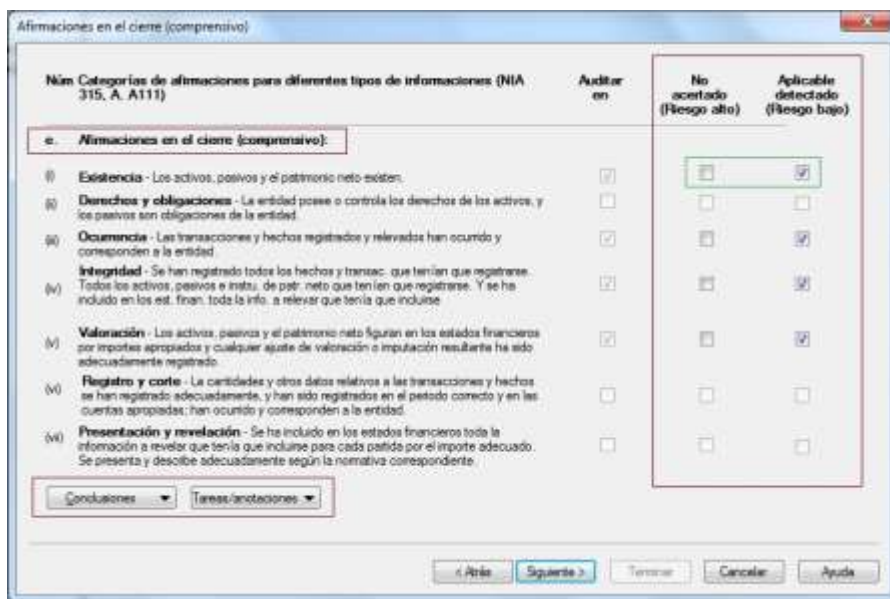 Afirmaciones en el cierre (comprensivo)
Núm Categorías de afirmaciones para diferentes tipos de informaciones (NIA
315, A. A111)
Auditar
en
No
acertado
(Riesgo alto)
Aplicable
detectado
(Riesgo bajo)
e. Afirmaciones en el cierre (comprensivo):
(i) Existencia - Los activos, pasivos y el patrimonio neto existen.
(ii) Derechos y obligaciones - La entidad posee o controla los derechos de los activos, y
los pasivos son obligaciones de la entidad.
(iii) Ocurrencia - Las transacciones y hechos registrados y relevados han ocurrido y
corresponden a la entidad.
(iv) Integridad - Se han registrado todos los hechos y transac. que tenían que registrarse.
Todos los activos, pasivos e instru. de patr. neto que tenían que registrarse. Y se ha
incluido en los est. finan. toda la info. a relevar que tenía que incluirse
(v) Valoración - Los activos, pasivos y el patrimonio neto figuran en los estados financieros
por importes apropiados y cualquier ajuste de valoración o imputación resultante ha sido
adecuadamente registrado.
(vi) Registro y corte - La cantidades y otros datos relativos a las transacciones y hechos
se han registrado adecuadamente, y han sido registrados en el periodo correcto y en las
cuentas apropiadas; han ocurrido y corresponden a la entidad.
(vii) Presentación y revelación - Se ha incluido en los estados financieros toda la
información a revelar que tenía que incluirse para cada partida por el importe adecuado.
Se presenta y describe adecuadamente según la normativa correspondiente.
Conclusiones Tareas/anotaciones
< Atrás Siguiente > Terminar Cancelar Ayuda